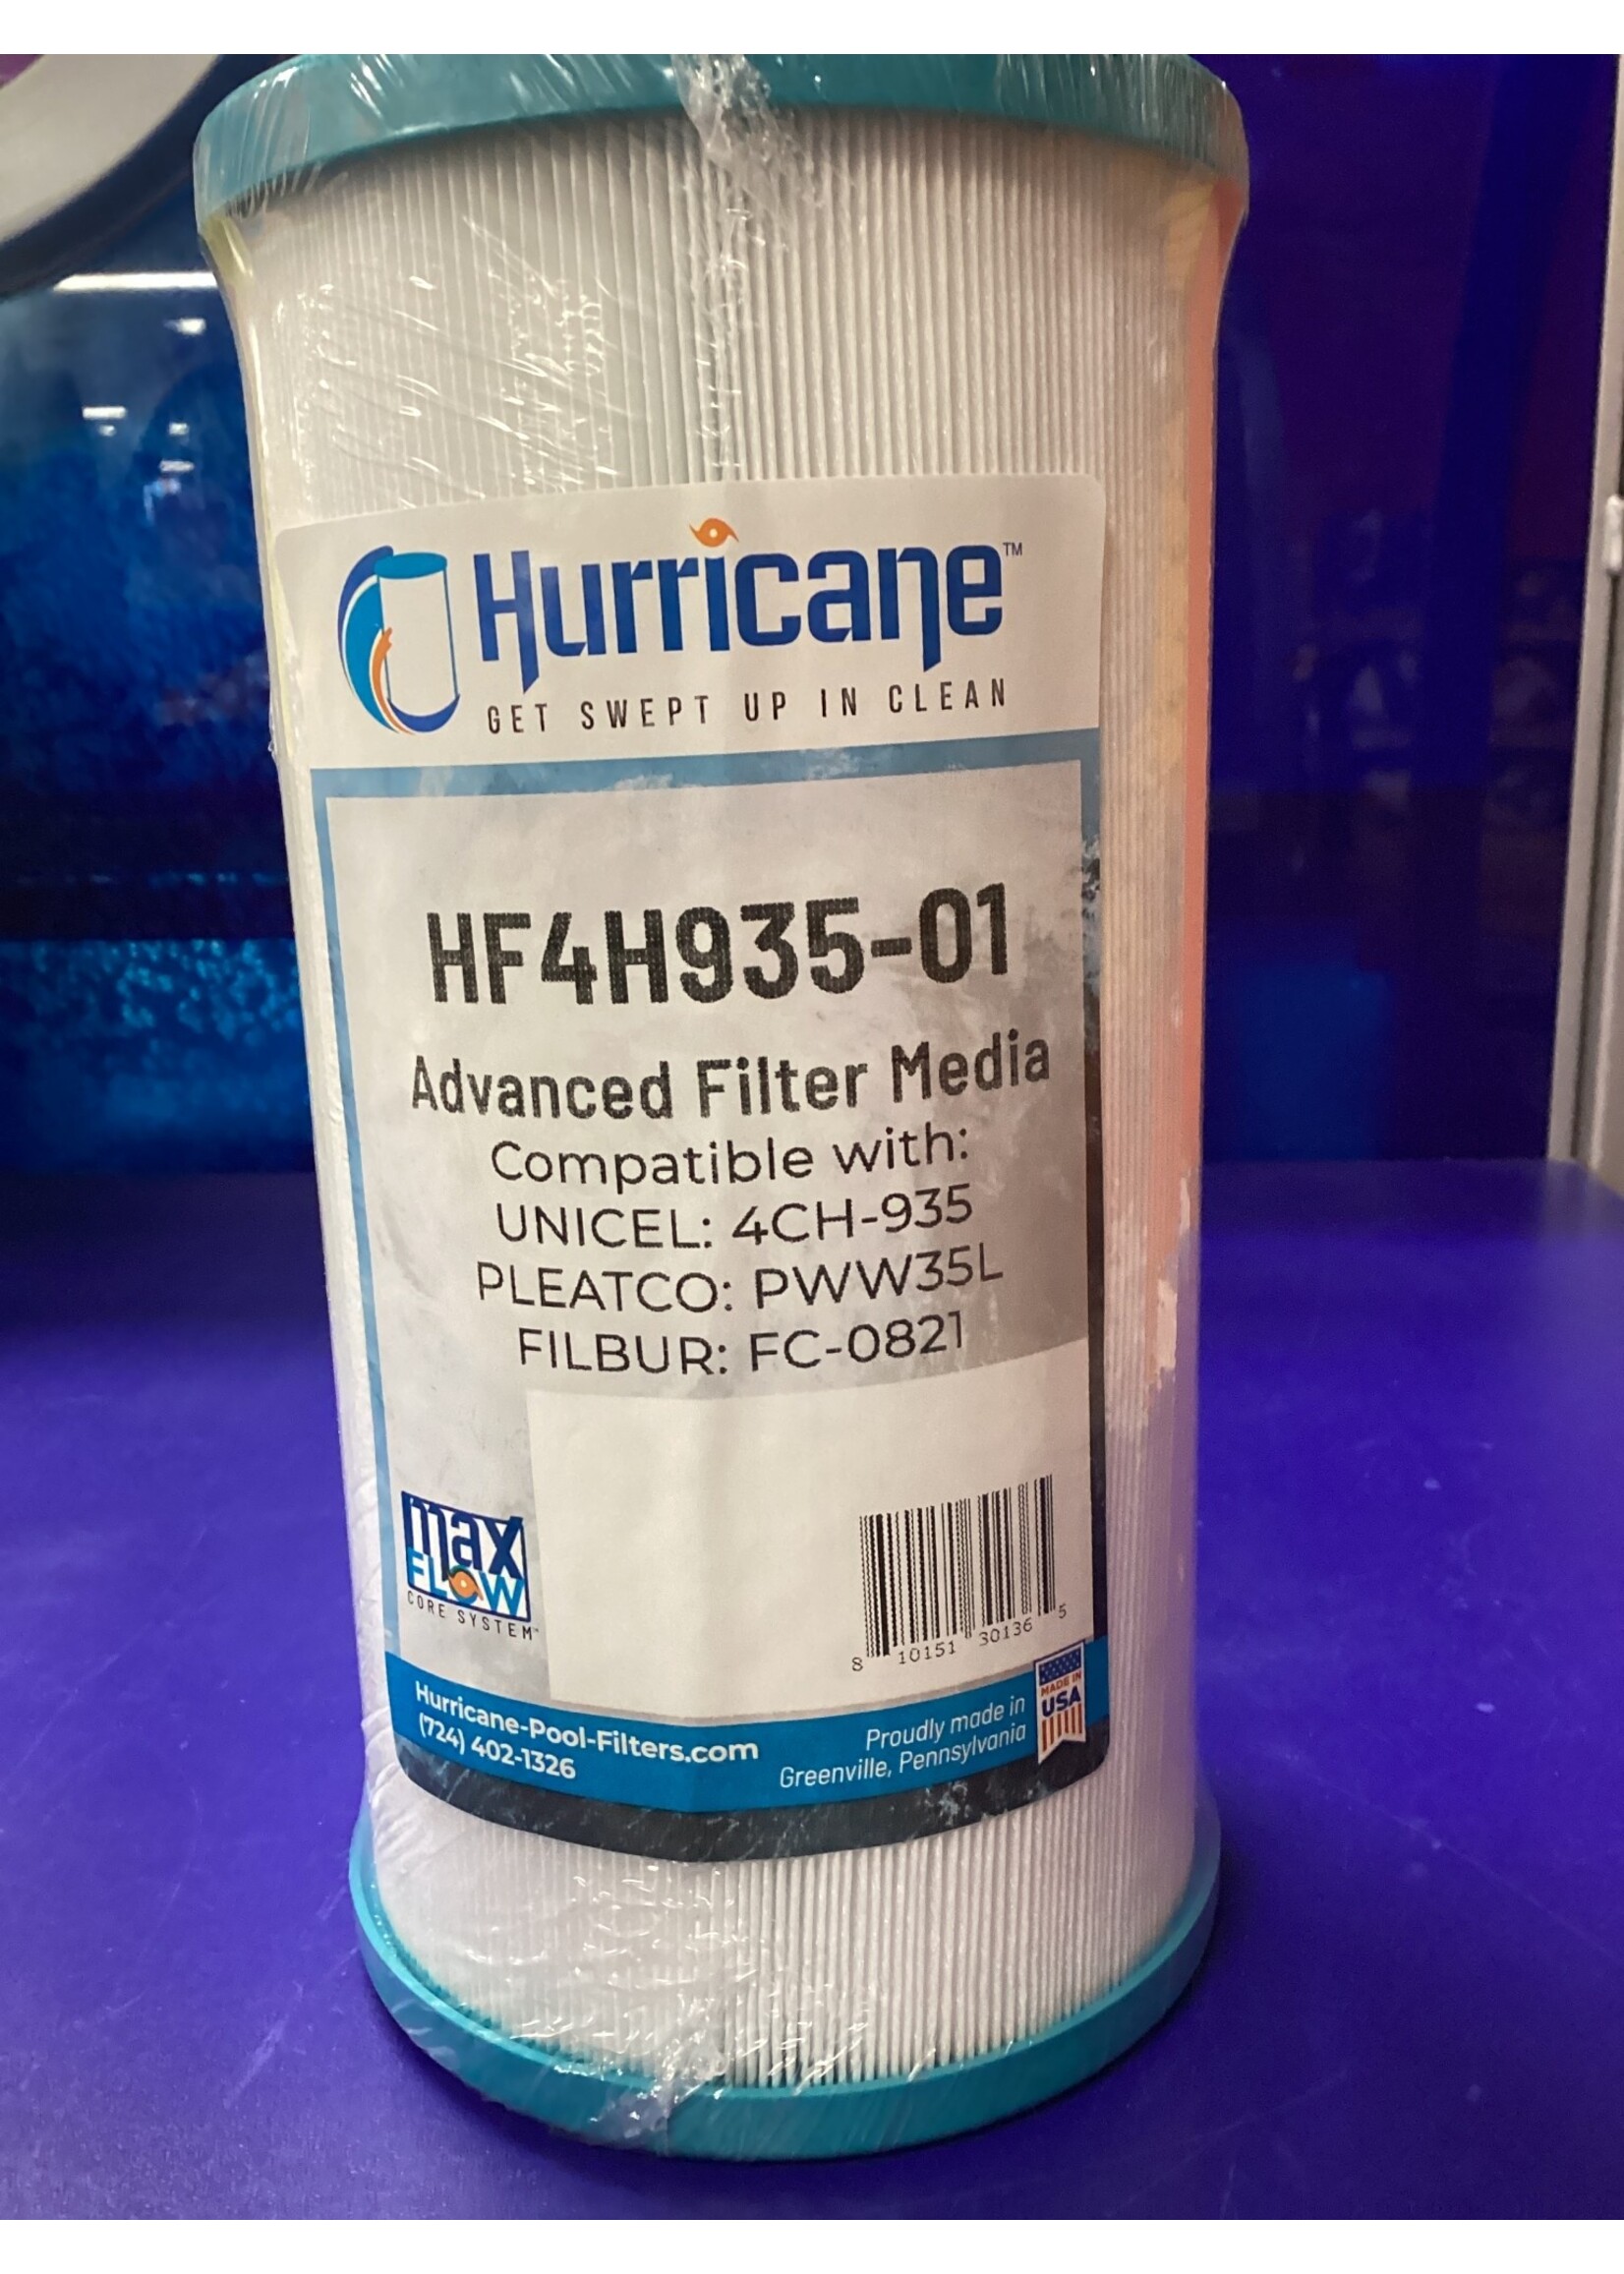 Hurricane™
GET SWEPT UP IN CLEAN
HF4H935-01
Advanced Filter Media
Compatible with:
UNICEL: 4CH-935
PLEATCO: PWW35L
FILBUR: FC-0821
max
FLOW
CORE SYSTEM™
8 10151 30136 5
Hurricane-Pool-Filters.com
(724) 402-1326
Proudly made in
Greenville, Pennsylvania
MADE IN
USA